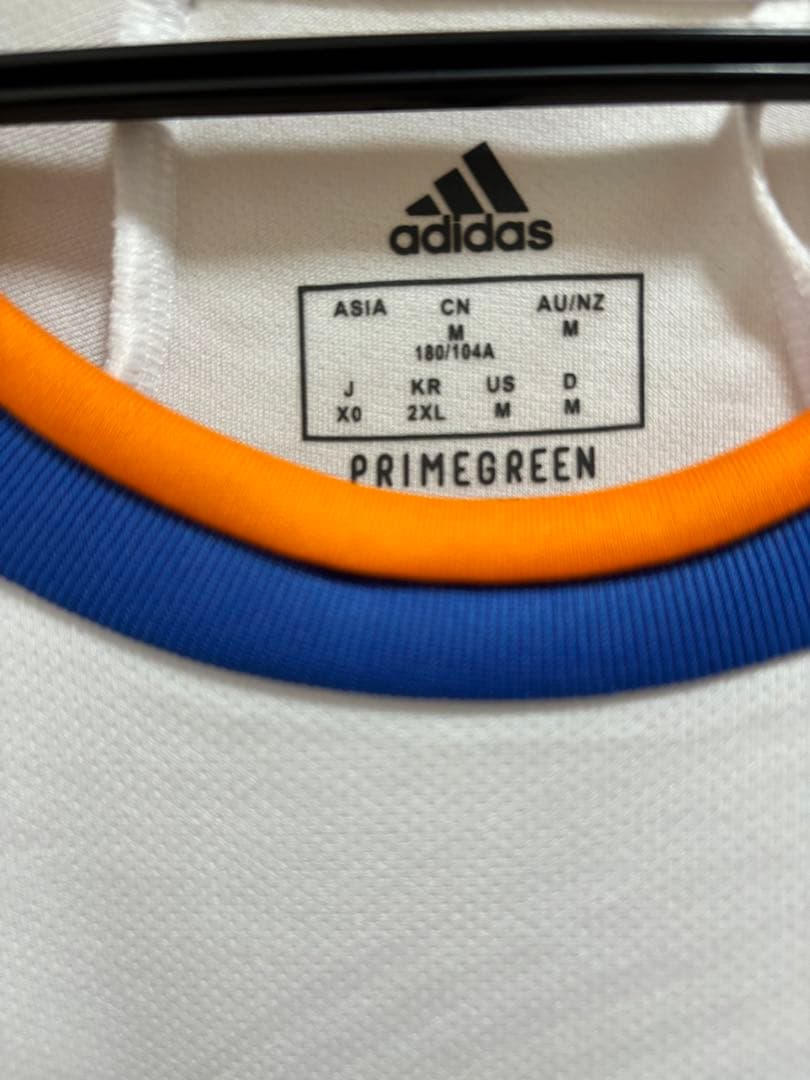 adidas
ASIA CN AU/NZ
M M
180/104A
J KR US D
XO 2XL M M
PRIMEGREEN